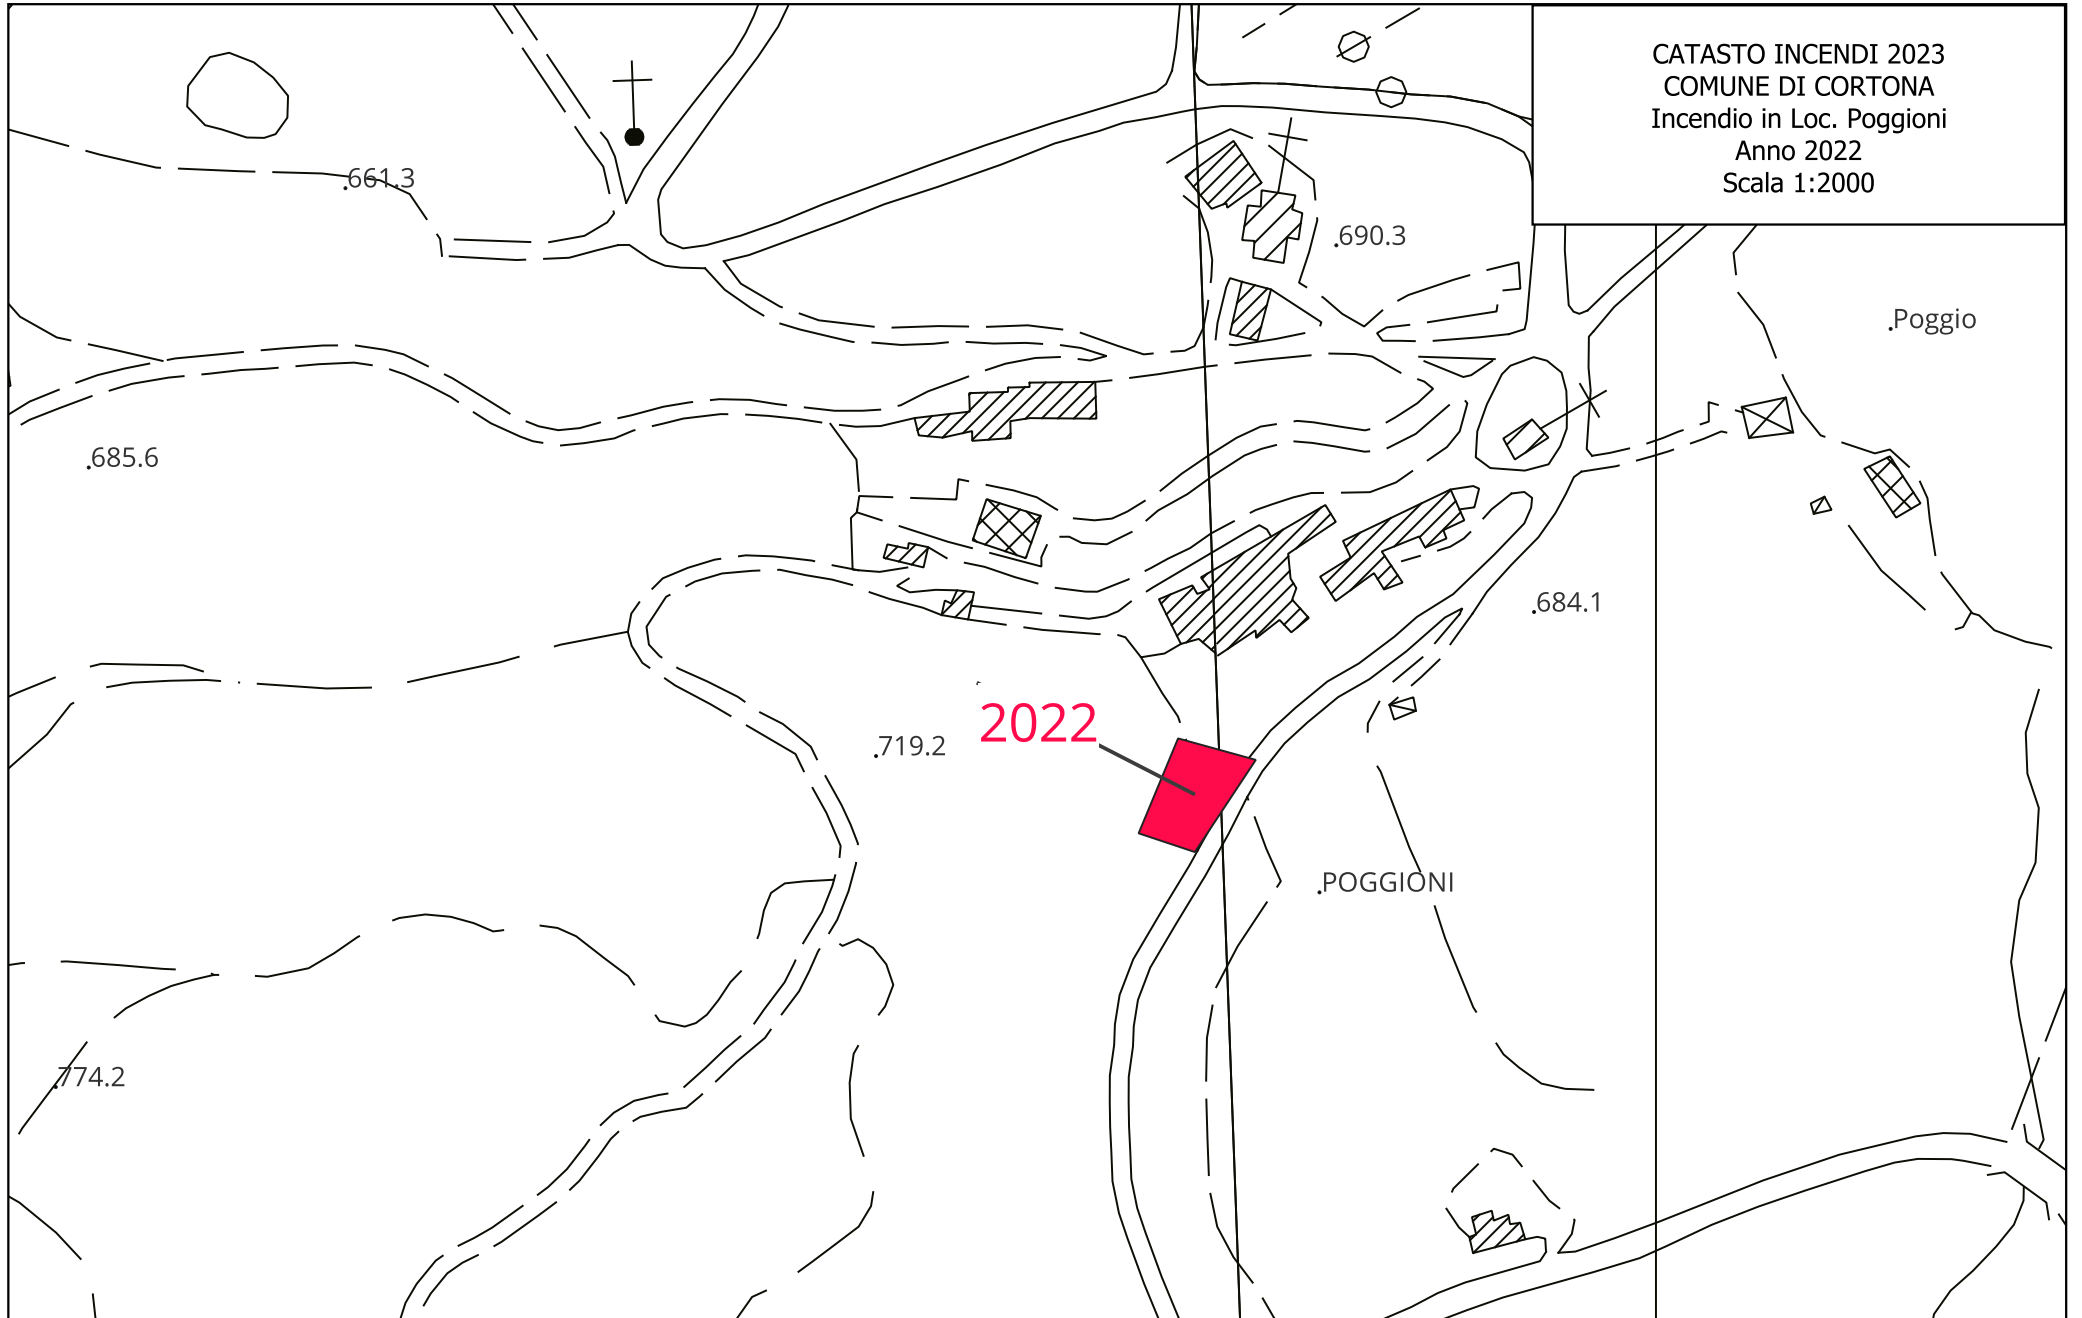 CATASTO INCENDI 2023
COMUNE DI CORTONA
Incendio in Loc. Poggioni
Anno 2022
Scala 1:2000
661.3
690.3
Poggio
685.6
684.1
2022
719.2
POGGIONI
774.2